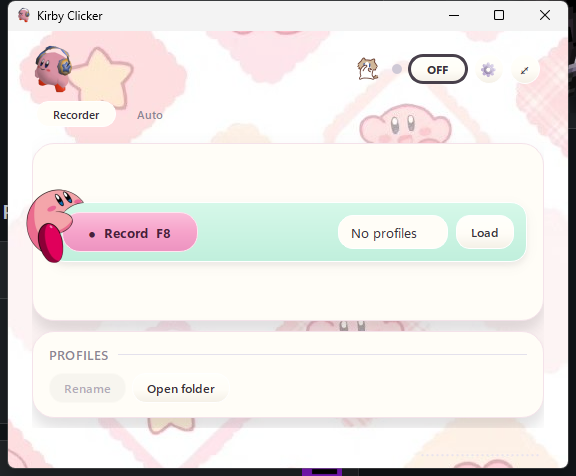 Kirby Clicker
OFF
Recorder Auto
● Record F8 No profiles Load
PROFILES
Rename Open folder